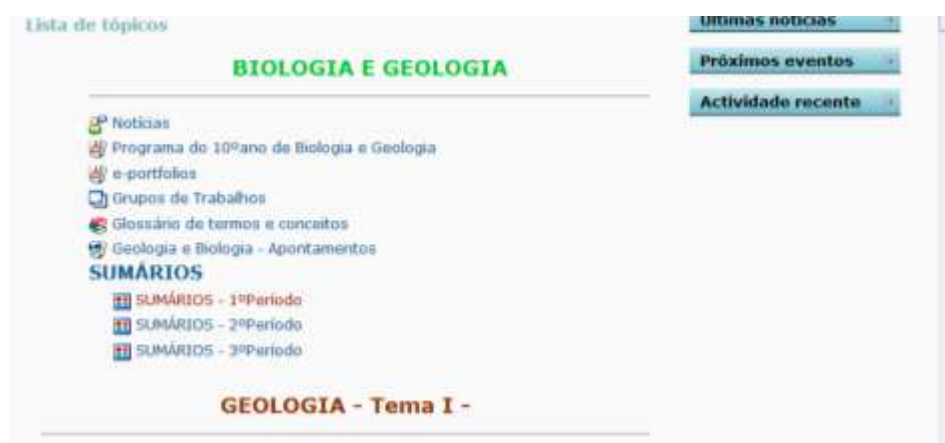 Lista de tópicos
BIOLOGIA E GEOLOGIA
Notícias
Programa do 10ºano de Biologia e Geologia
e-portfolios
Grupos de Trabalhos
Glossário de termos e conceitos
Geologia e Biologia - Apontamentos
SUMÁRIOS
SUMÁRIOS - 1ºPeríodo
SUMÁRIOS - 2ºPeríodo
SUMÁRIOS - 3ºPeríodo
GEOLOGIA - Tema I -
Últimas notícias
Próximos eventos
Actividade recente